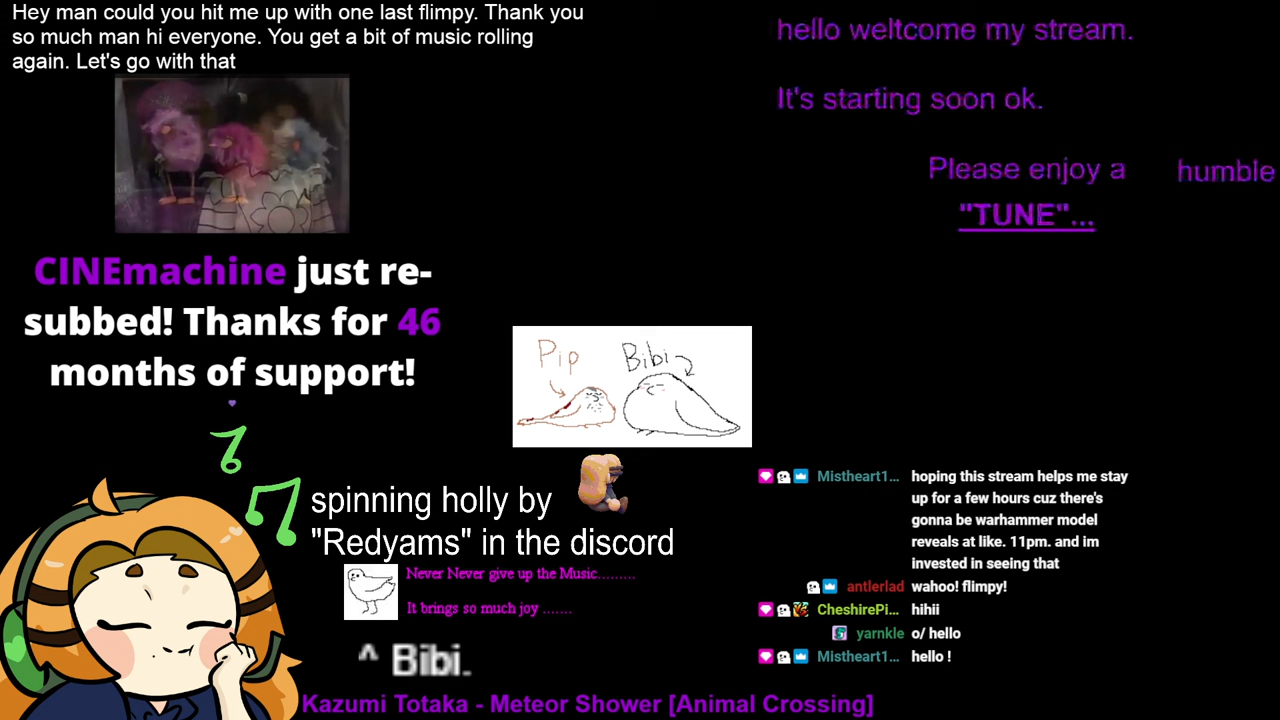 Hey man could you hit me up with one last flimpy. Thank you
so much man hi everyone. You get a bit of music rolling
again. Let's go with that
hello weltcome my stream.
It's starting soon ok.
Please enjoy a humble
"TUNE"...
CINEmachine just re-
subbed! Thanks for 46
months of support!
Pip
Bibi
spinning holly by
"Redyams" in the discord
Never Never give up the Music.........
It brings so much joy .......
^ Bibi.
Mistheart1... hoping this stream helps me stay
up for a few hours cuz there's
gonna be warhammer model
reveals at like. 11pm. and im
invested in seeing that
antlerlad wahoo! flimpy!
CheshirePi... hihii
yarnkle o/ hello
Mistheart1... hello !
Kazumi Totaka - Meteor Shower [Animal Crossing]